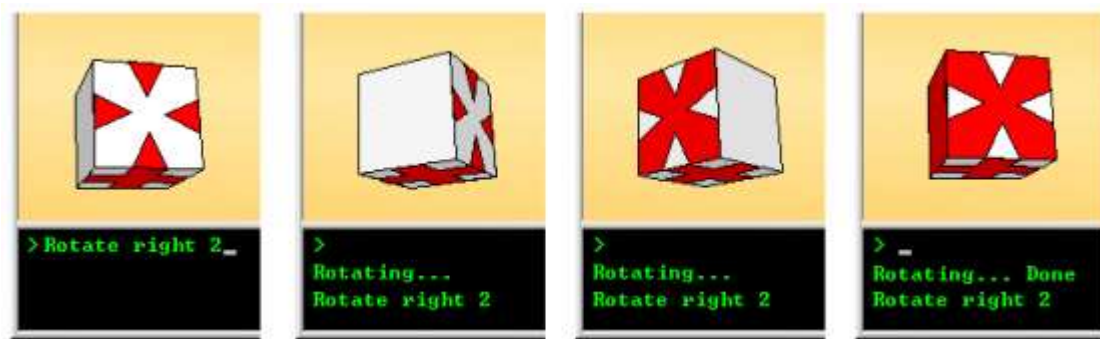 >Rotate right 2_
>
Rotating...
Rotate right 2
>
Rotating...
Rotate right 2
> _
Rotating... Done
Rotate right 2